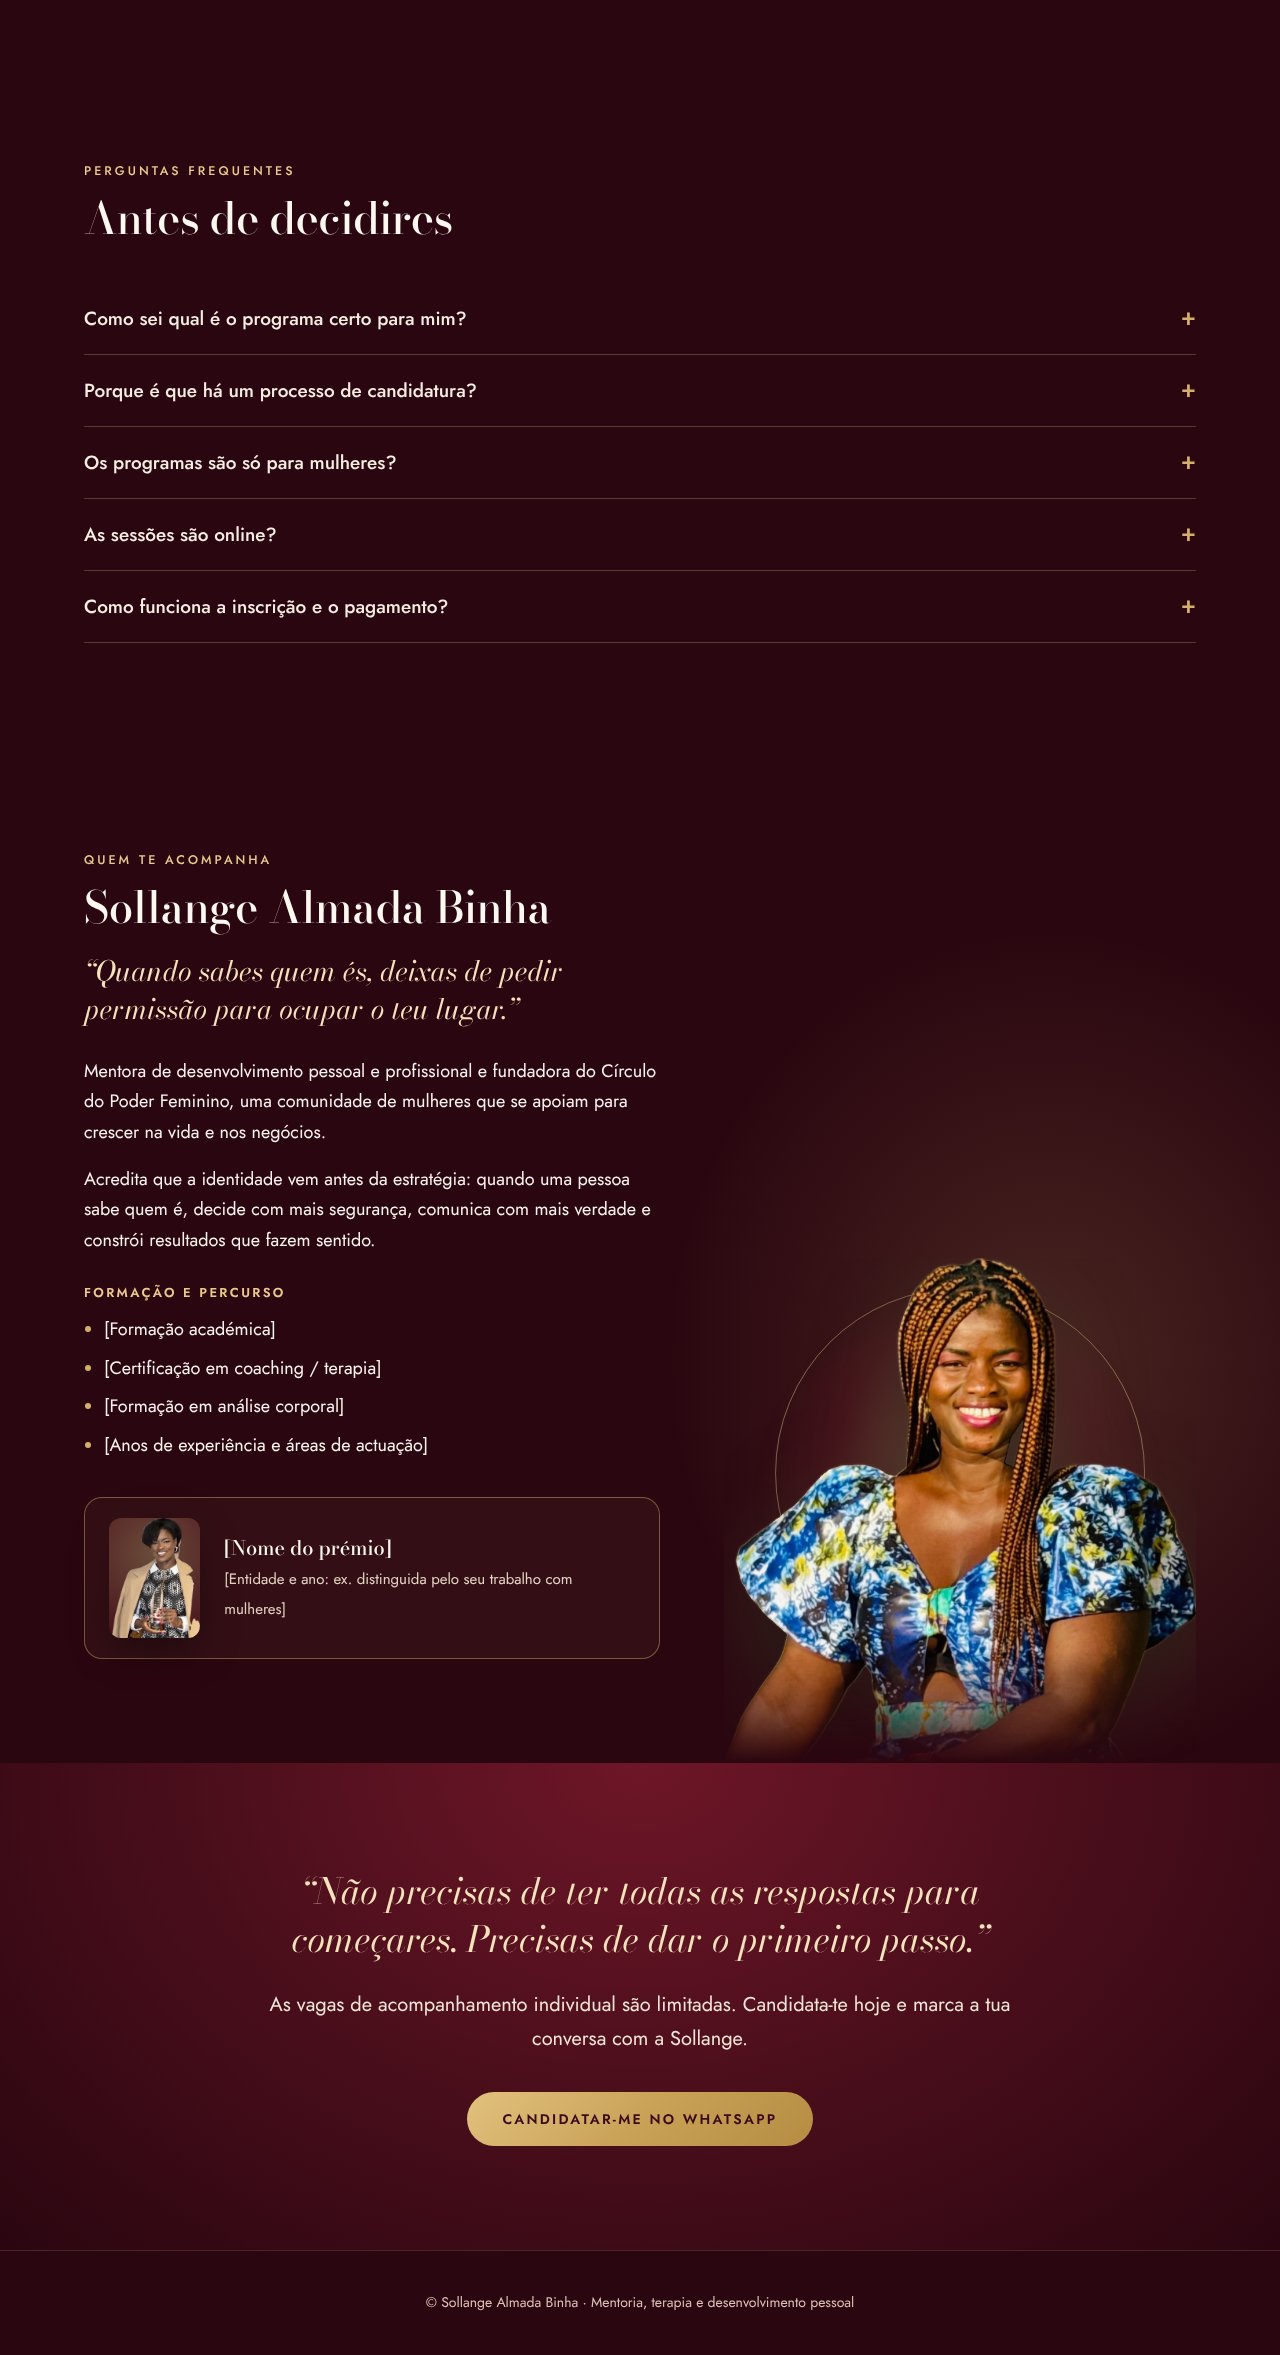 PERGUNTAS FREQUENTES
Antes de decidires
Como sei qual é o programa certo para mim?
+
Porque é que há um processo de candidatura?
+
Os programas são só para mulheres?
+
As sessões são online?
+
Como funciona a inscrição e o pagamento?
+
QUEM TE ACOMPANHA
Sollange Almada Binha
“Quando sabes quem és, deixas de pedir
permissão para ocupar o teu lugar.”
Mentora de desenvolvimento pessoal e profissional e fundadora do Círculo
do Poder Feminino, uma comunidade de mulheres que se apoiam para
crescer na vida e nos negócios.
Acredita que a identidade vem antes da estratégia: quando uma pessoa
sabe quem é, decide com mais segurança, comunica com mais verdade e
constrói resultados que fazem sentido.
FORMAÇÃO E PERCURSO
• [Formação académica]
• [Certificação em coaching / terapia]
• [Formação em análise corporal]
• [Anos de experiência e áreas de actuação]
[Nome do prémio]
[Entidade e ano: ex. distinguida pelo seu trabalho com
mulheres]
“Não precisas de ter todas as respostas para
começares. Precisas de dar o primeiro passo.”
As vagas de acompanhamento individual são limitadas. Candidata-te hoje e marca a tua
conversa com a Sollange.
CANDIDATAR-ME NO WHATSAPP
© Sollange Almada Binha · Mentoria, terapia e desenvolvimento pessoal